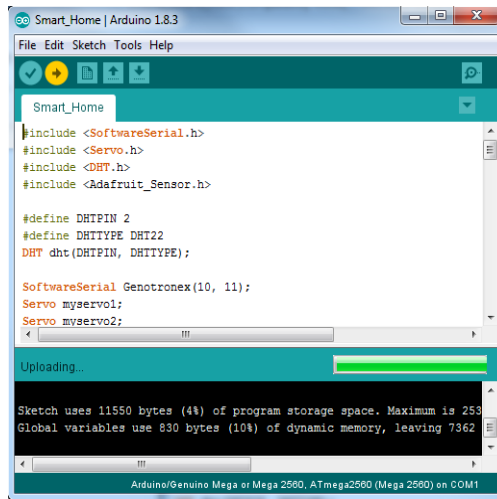 Smart_Home | Arduino 1.8.3
File Edit Sketch Tools Help
Smart_Home
#include <SoftwareSerial.h>
#include <Servo.h>
#include <DHT.h>
#include <Adafruit_Sensor.h>
#define DHTPIN 2
#define DHTTYPE DHT22
DHT dht(DHTPIN, DHTTYPE);
SoftwareSerial Genotronex(10, 11);
Servo myservo1;
Servo myservo2;
Uploading...
Sketch uses 11550 bytes (4%) of program storage space. Maximum is 253
Global variables use 830 bytes (10%) of dynamic memory, leaving 7362
Arduino/Genuino Mega or Mega 2560, ATmega2560 (Mega 2560) on COM1